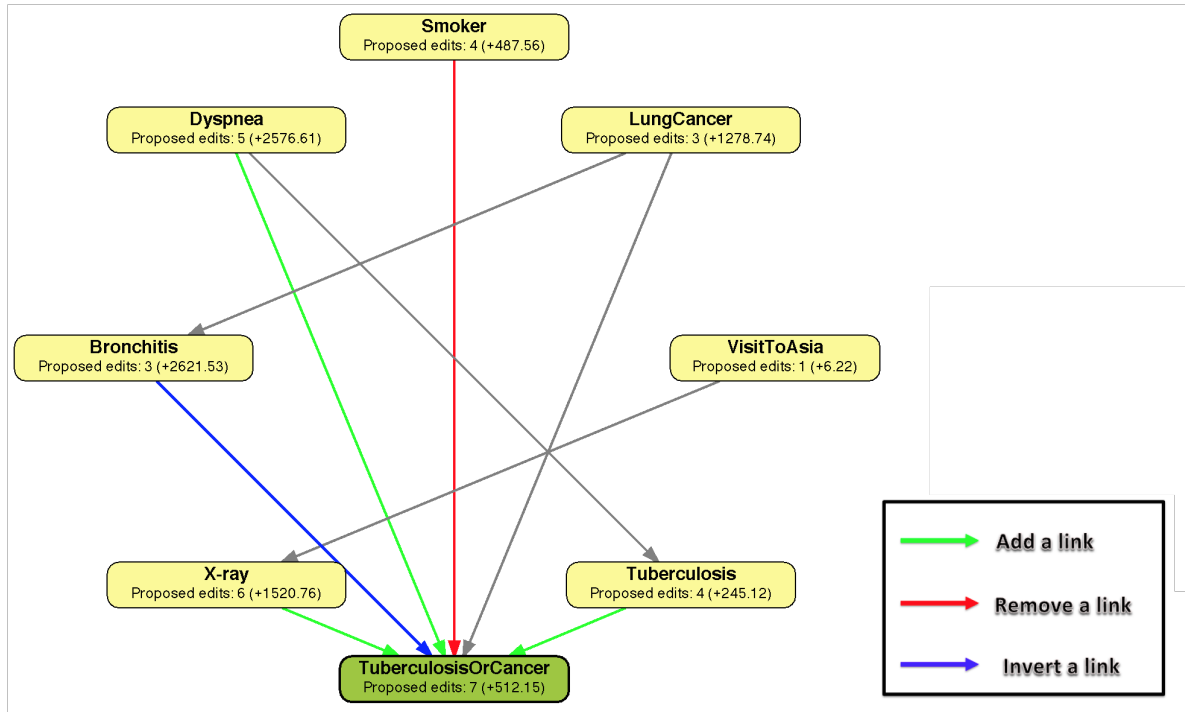 Smoker
Proposed edits: 4 (+487.56)
Dyspnea
Proposed edits: 5 (+2576.61)
LungCancer
Proposed edits: 3 (+1278.74)
Bronchitis
Proposed edits: 3 (+2621.53)
VisitToAsia
Proposed edits: 1 (+6.22)
X-ray
Proposed edits: 6 (+1520.76)
Tuberculosis
Proposed edits: 4 (+245.12)
TuberculosisOrCancer
Proposed edits: 7 (+512.15)
Add a link
Remove a link
Invert a link